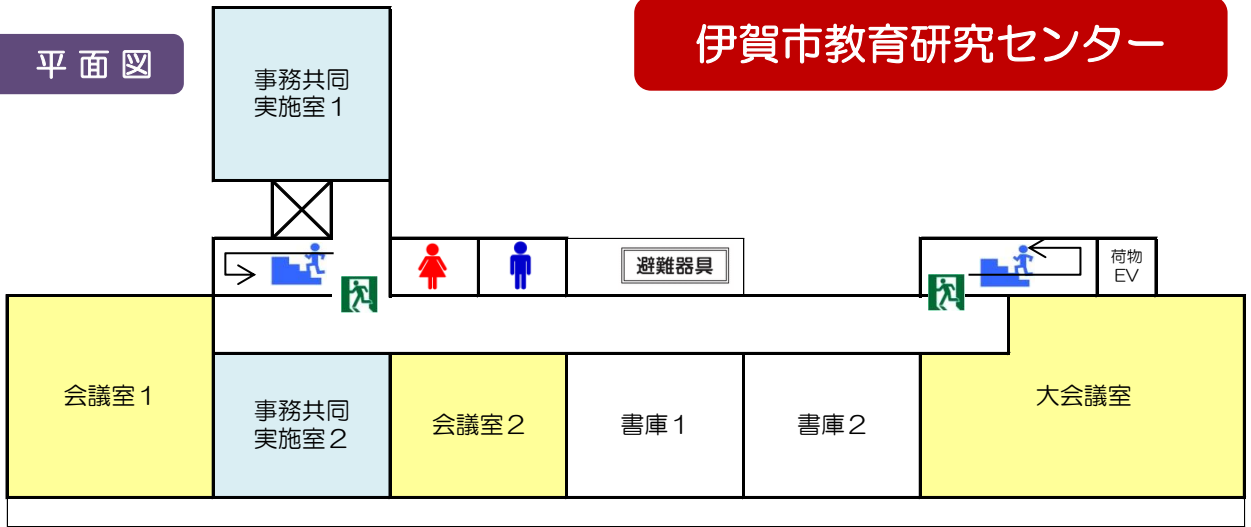 平面図
伊賀市教育研究センター
事務共同
実施室1
避難器具
荷物
EV
会議室1
事務共同
実施室2
会議室2
書庫1
書庫2
大会議室